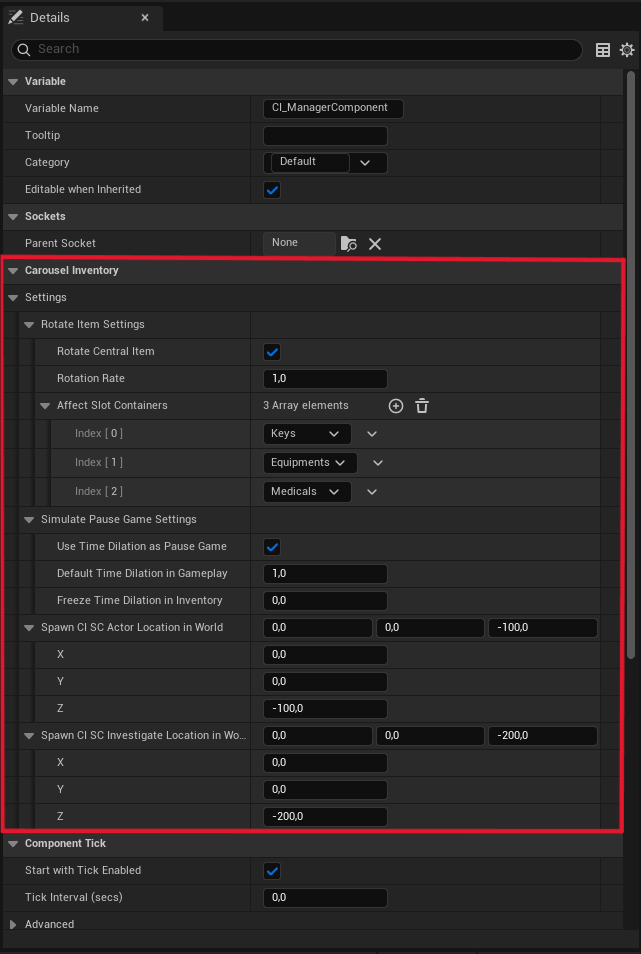 Details
Search
Variable
Variable Name CI_ManagerComponent
Tooltip
Category Default
Editable when Inherited
Sockets
Parent Socket None
Carousel Inventory
Settings
Rotate Item Settings
Rotate Central Item
Rotation Rate 1,0
Affect Slot Containers 3 Array elements
Index [ 0 ] Keys
Index [ 1 ] Equipments
Index [ 2 ] Medicals
Simulate Pause Game Settings
Use Time Dilation as Pause Game
Default Time Dilation in Gameplay 1,0
Freeze Time Dilation in Inventory 0,0
Spawn CI SC Actor Location in World 0,0 0,0 -100,0
X 0,0
Y 0,0
Z -100,0
Spawn CI SC Investigate Location in Wo... 0,0 0,0 -200,0
X 0,0
Y 0,0
Z -200,0
Component Tick
Start with Tick Enabled
Tick Interval (secs) 0,0
Advanced